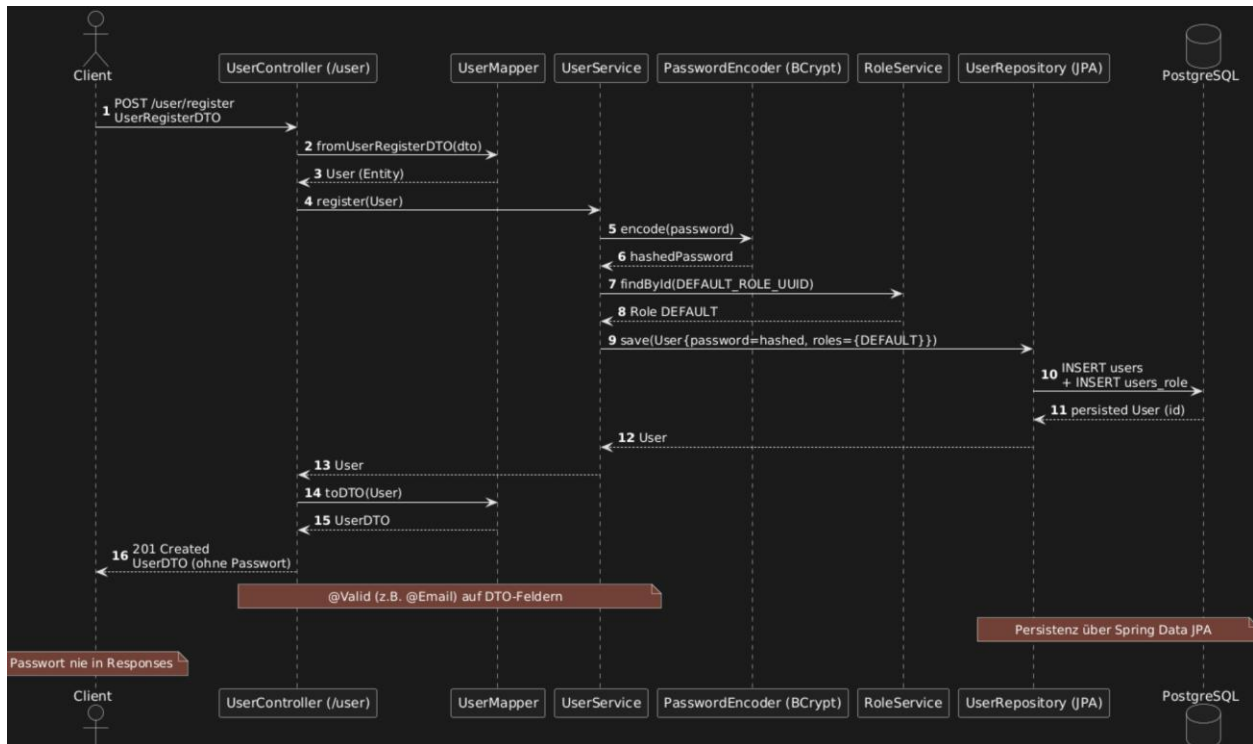 Client
UserController (/user)
UserMapper
UserService
PasswordEncoder (BCrypt)
RoleService
UserRepository (JPA)
PostgreSQL
1 POST /user/register
UserRegisterDTO
2 fromUserRegisterDTO(dto)
3 User (Entity)
4 register(User)
5 encode(password)
6 hashedPassword
7 findById(DEFAULT_ROLE_UUID)
8 Role DEFAULT
9 save(User{password=hashed, roles={DEFAULT}})
10 INSERT users
+ INSERT users_role
11 persisted User (id)
12 User
13 User
14 toDTO(User)
15 UserDTO
16 201 Created
UserDTO (ohne Passwort)
@Valid (z.B. @Email) auf DTO-Feldern
Persistenz über Spring Data JPA
Passwort nie in Responses
Client
UserController (/user)
UserMapper
UserService
PasswordEncoder (BCrypt)
RoleService
UserRepository (JPA)
PostgreSQL